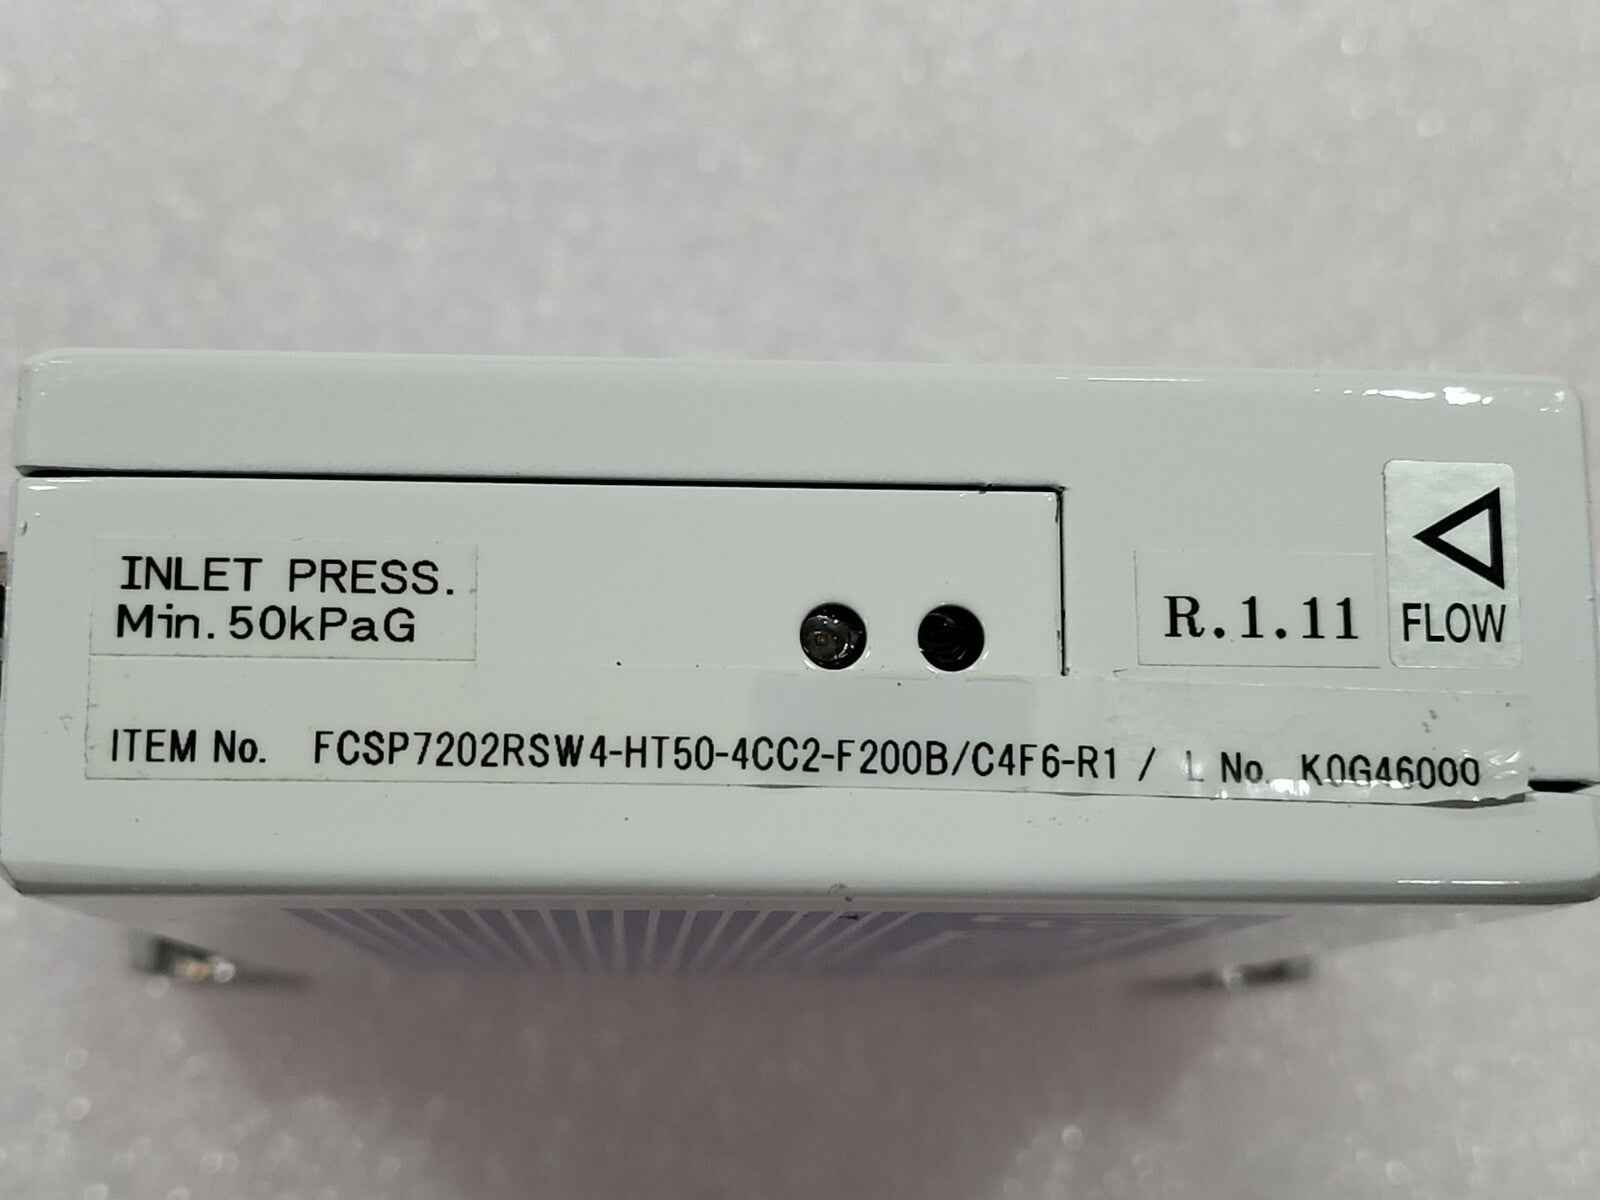 INLET PRESS.
Min. 50kPaG
R.1.11
FLOW
ITEM No. FCSP7202RSW4-HT50-4CC2-F200B/C4F6-R1 / L No. K0G46000